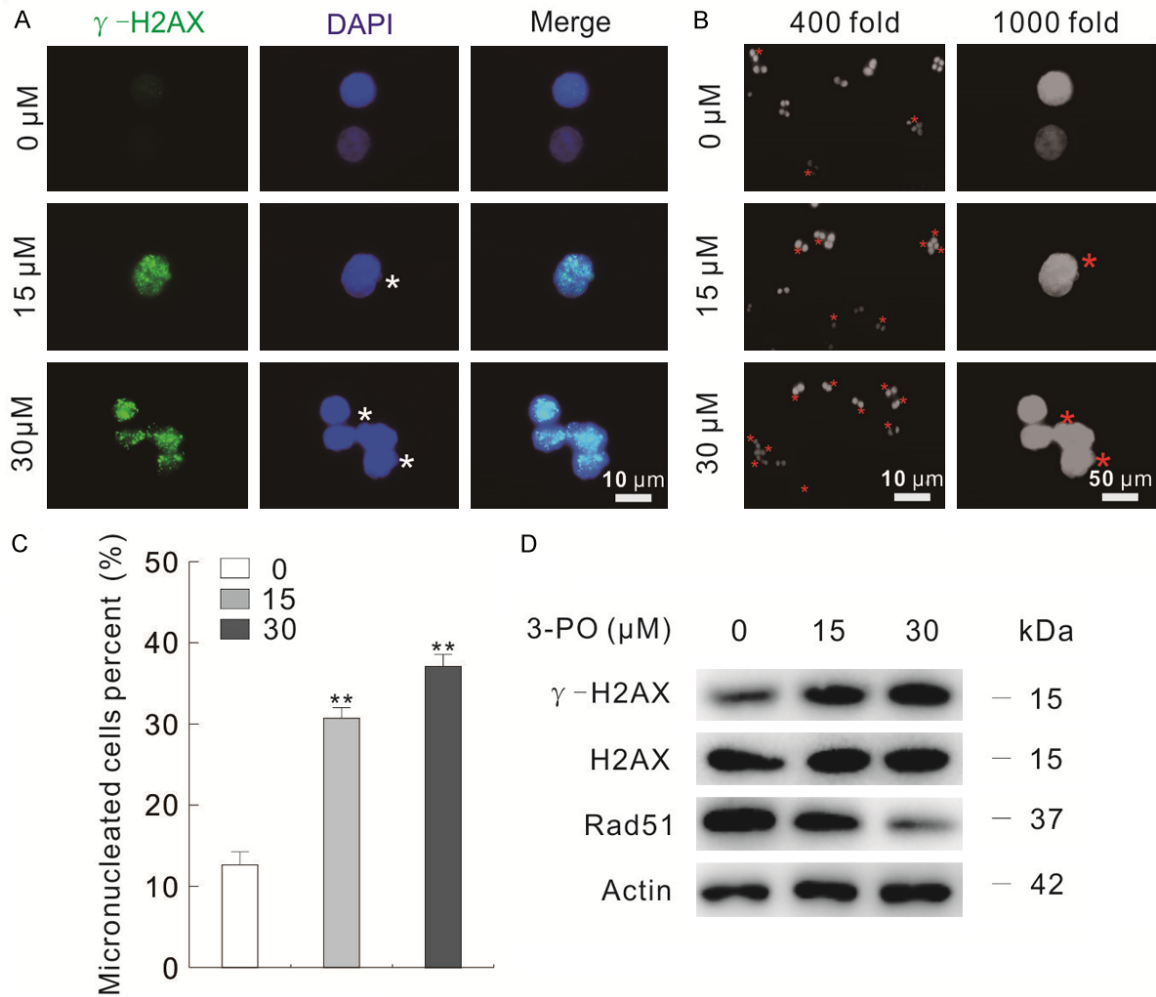 A
γ-H2AX
DAPI
Merge
0 μM
15 μM
*
30μM
*
*
10 μm
B
400 fold
1000 fold
0 μM
15 μM
*
30 μM
*
*
10 μm
50 μm
C
Micronucleated cells percent (%)
50
40
30
20
10
0
0
15
30
**
**
D
3-PO (μM) 0 15 30 kDa
γ-H2AX — 15
H2AX — 15
Rad51 — 37
Actin — 42